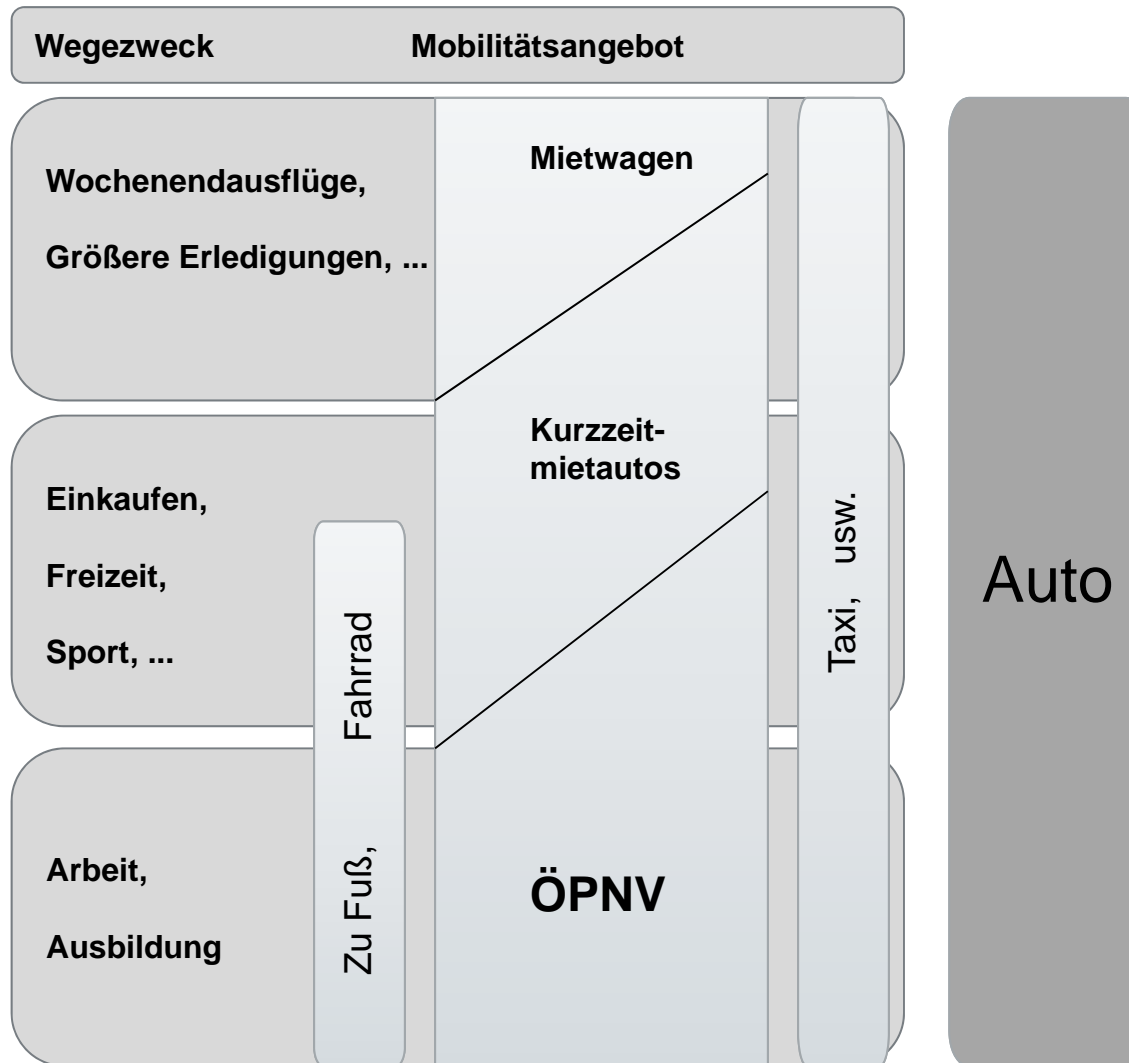 Wegezweck Mobilitätsangebot
Wochenendausflüge,
Größere Erledigungen, ...
Mietwagen
Einkaufen,
Freizeit,
Sport, ...
Kurzzeit-
mietautos
Arbeit,
Ausbildung
Zu Fuß, Fahrrad
ÖPNV
Taxi, usw.
Auto